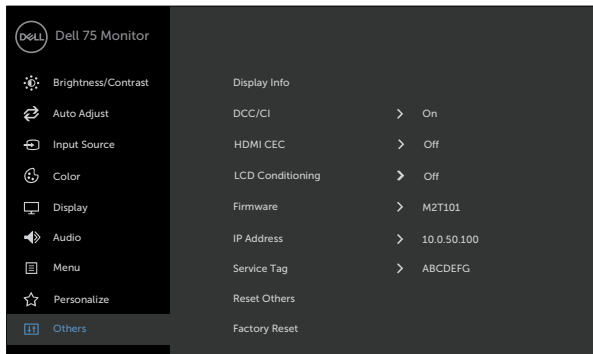 DELL Dell 75 Monitor
Brightness/Contrast Display Info
Auto Adjust DCC/CI On
Input Source HDMI CEC Off
Color LCD Conditioning Off
Display Firmware M2T101
Audio IP Address 10.0.50.100
Menu Service Tag ABCDEFG
Personalize Reset Others
Others Factory Reset